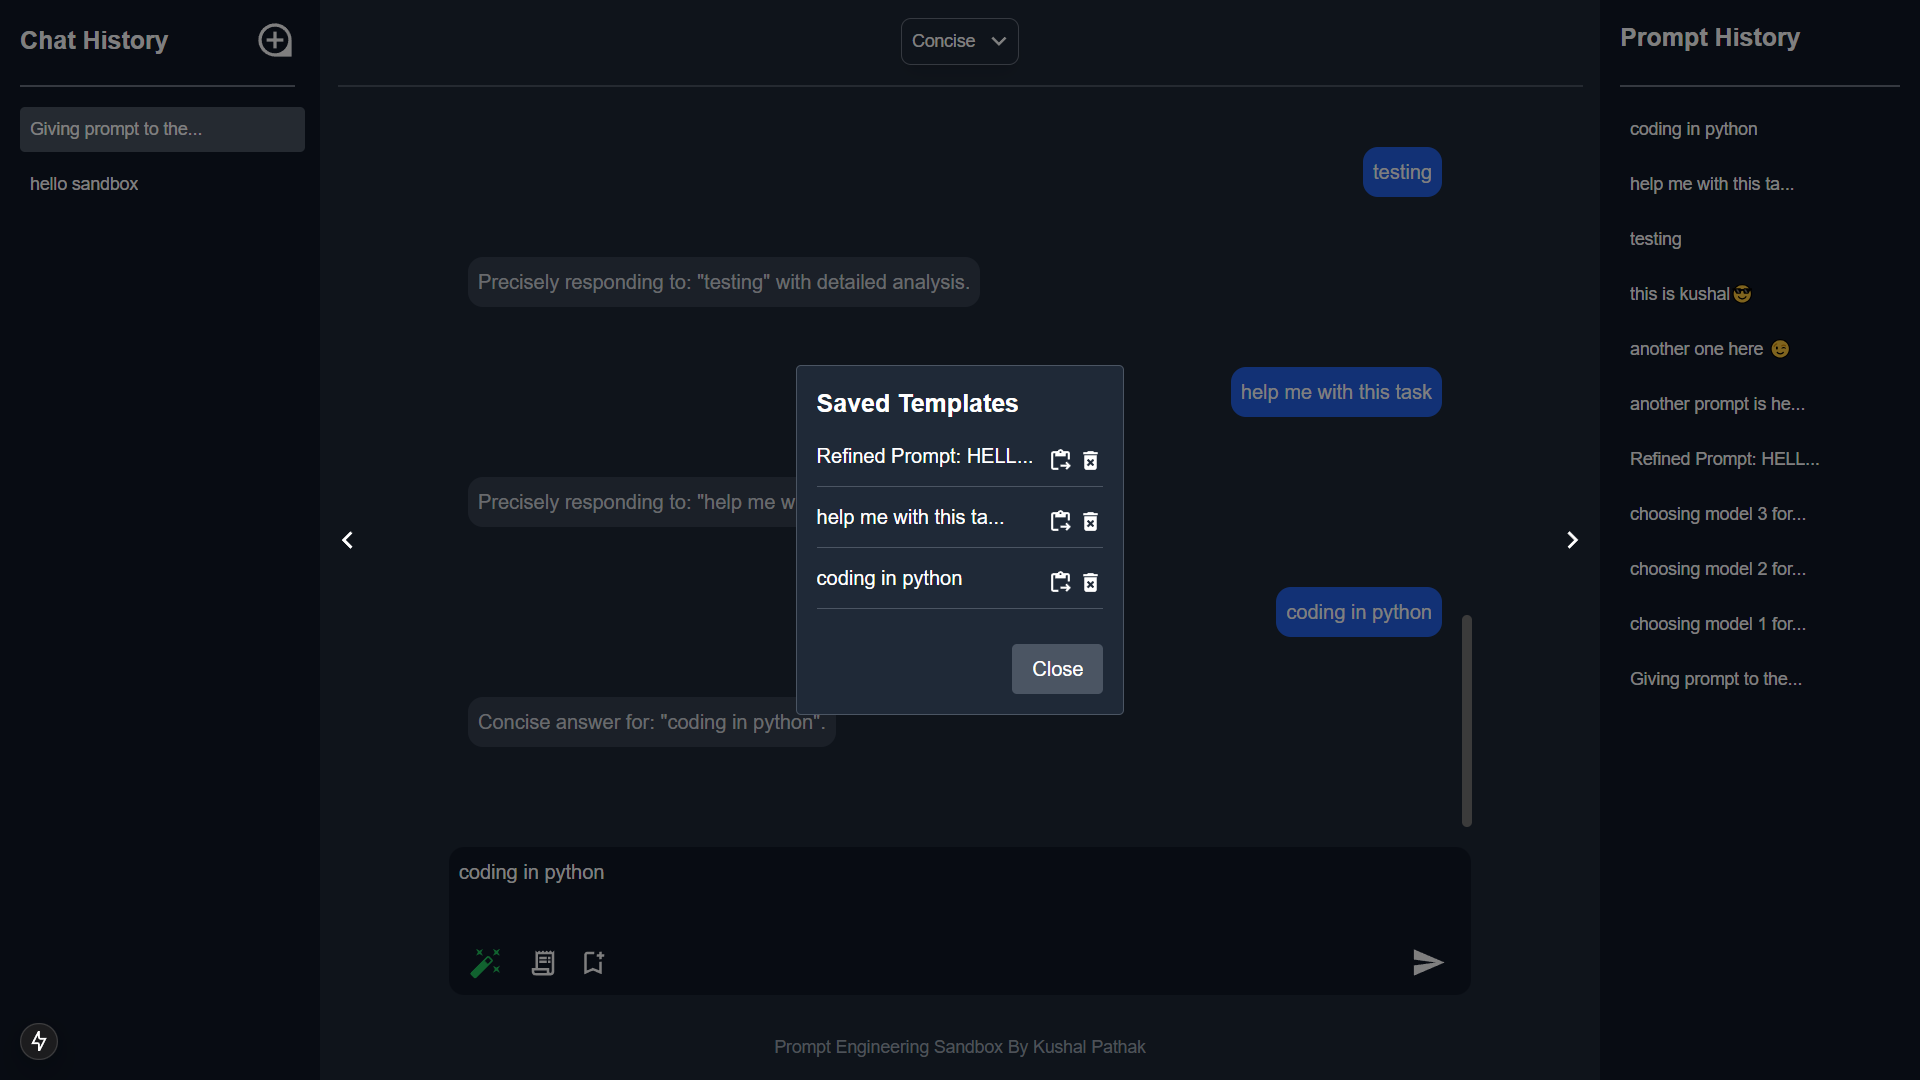 Chat History
Giving prompt to the...
hello sandbox
Concise
testing
Precisely responding to: "testing" with detailed analysis.
help me with this task
Precisely responding to: "help me w
coding in python
Concise answer for: "coding in python".
Saved Templates
Refined Prompt: HELL...
help me with this ta...
coding in python
Close
coding in python
Prompt Engineering Sandbox By Kushal Pathak
Prompt History
coding in python
help me with this ta...
testing
this is kushal😎
another one here 😉
another prompt is he...
Refined Prompt: HELL...
choosing model 3 for...
choosing model 2 for...
choosing model 1 for...
Giving prompt to the...